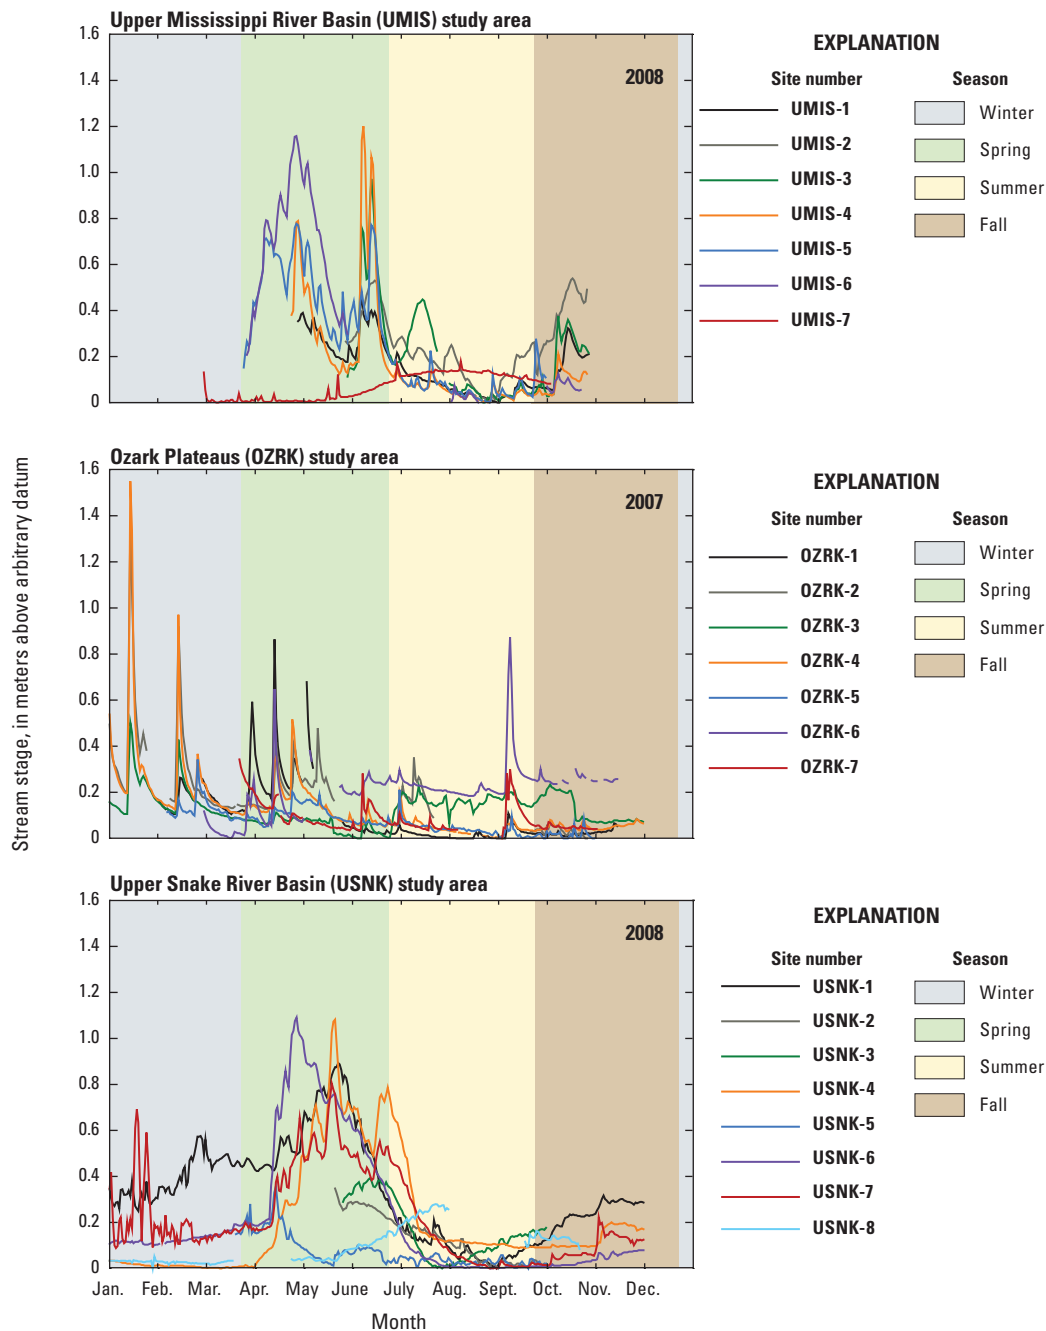 Upper Mississippi River Basin (UMIS) study area
1.6
1.4
1.2
1.0
0.8
0.6
0.4
0.2
0
2008
EXPLANATION
Site number
Season
UMIS-1
UMIS-2
UMIS-3
UMIS-4
UMIS-5
UMIS-6
UMIS-7
Winter
Spring
Summer
Fall
Stream stage, in meters above arbitrary datum
Ozark Plateaus (OZRK) study area
1.6
1.4
1.2
1.0
0.8
0.6
0.4
0.2
0
2007
EXPLANATION
Site number
Season
OZRK-1
OZRK-2
OZRK-3
OZRK-4
OZRK-5
OZRK-6
OZRK-7
Winter
Spring
Summer
Fall
Upper Snake River Basin (USNK) study area
1.6
1.4
1.2
1.0
0.8
0.6
0.4
0.2
0
2008
EXPLANATION
Site number
Season
USNK-1
USNK-2
USNK-3
USNK-4
USNK-5
USNK-6
USNK-7
USNK-8
Winter
Spring
Summer
Fall
Jan. Feb. Mar. Apr. May June July Aug. Sept. Oct. Nov. Dec.
Month